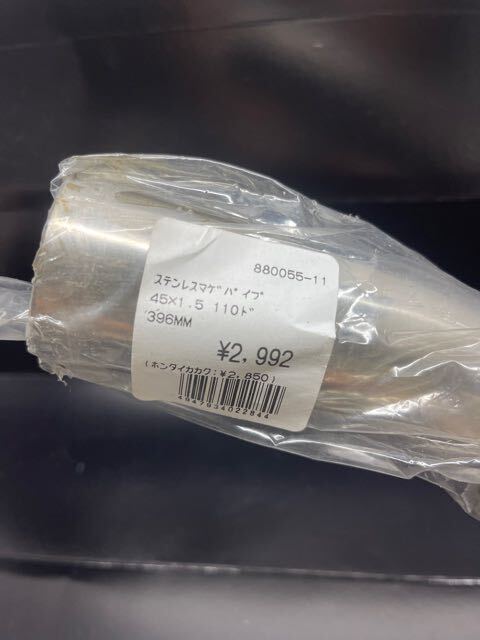 880055-11
ステンレスマゲパイプ
45×1.5 110ド
396MM
¥2,992
(ホンタイカカク:¥2,850)
4947934022844